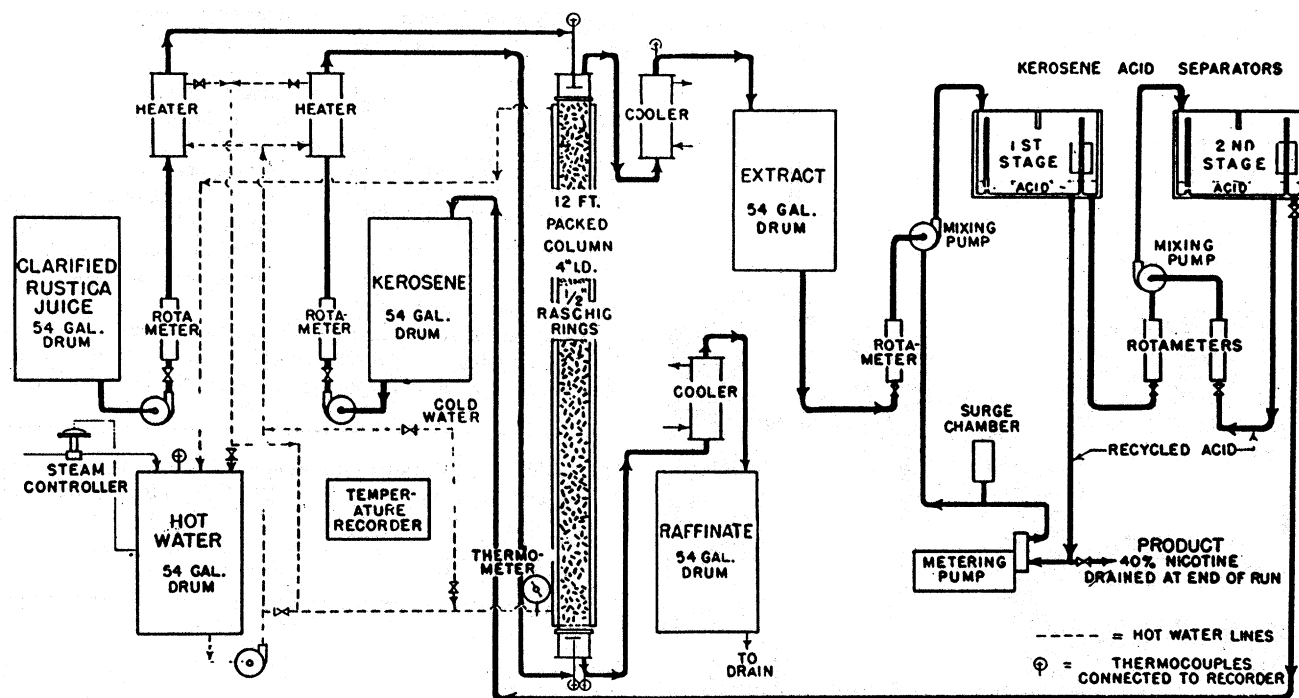 HEATER
HEATER
COOLER
KEROSENE ACID SEPARATORS
1 ST
STAGE
"ACID"
2 ND
STAGE
"ACID"
EXTRACT
54 GAL.
DRUM
MIXING
PUMP
MIXING
PUMP
12 FT.
PACKED
COLUMN
4" I.D.
1/2"
RASCHIG
RINGS
CLARIFIED
RUSTICA
JUICE
54 GAL.
DRUM
ROTA
METER
ROTA-
METER
KEROSENE
54 GAL.
DRUM
ROTA-
METER
ROTAMETERS
COOLER
COLD
WATER
SURGE
CHAMBER
RECYCLED ACID
STEAM
CONTROLLER
HOT
WATER
54 GAL.
DRUM
TEMPER-
ATURE
RECORDER
THERMO-
METER
RAFFINATE
54 GAL.
DRUM
TO
DRAIN
METERING
PUMP
PRODUCT
40% NICOTINE
DRAINED AT END OF RUN
= HOT WATER LINES
= THERMOCOUPLES
CONNECTED TO RECORDER